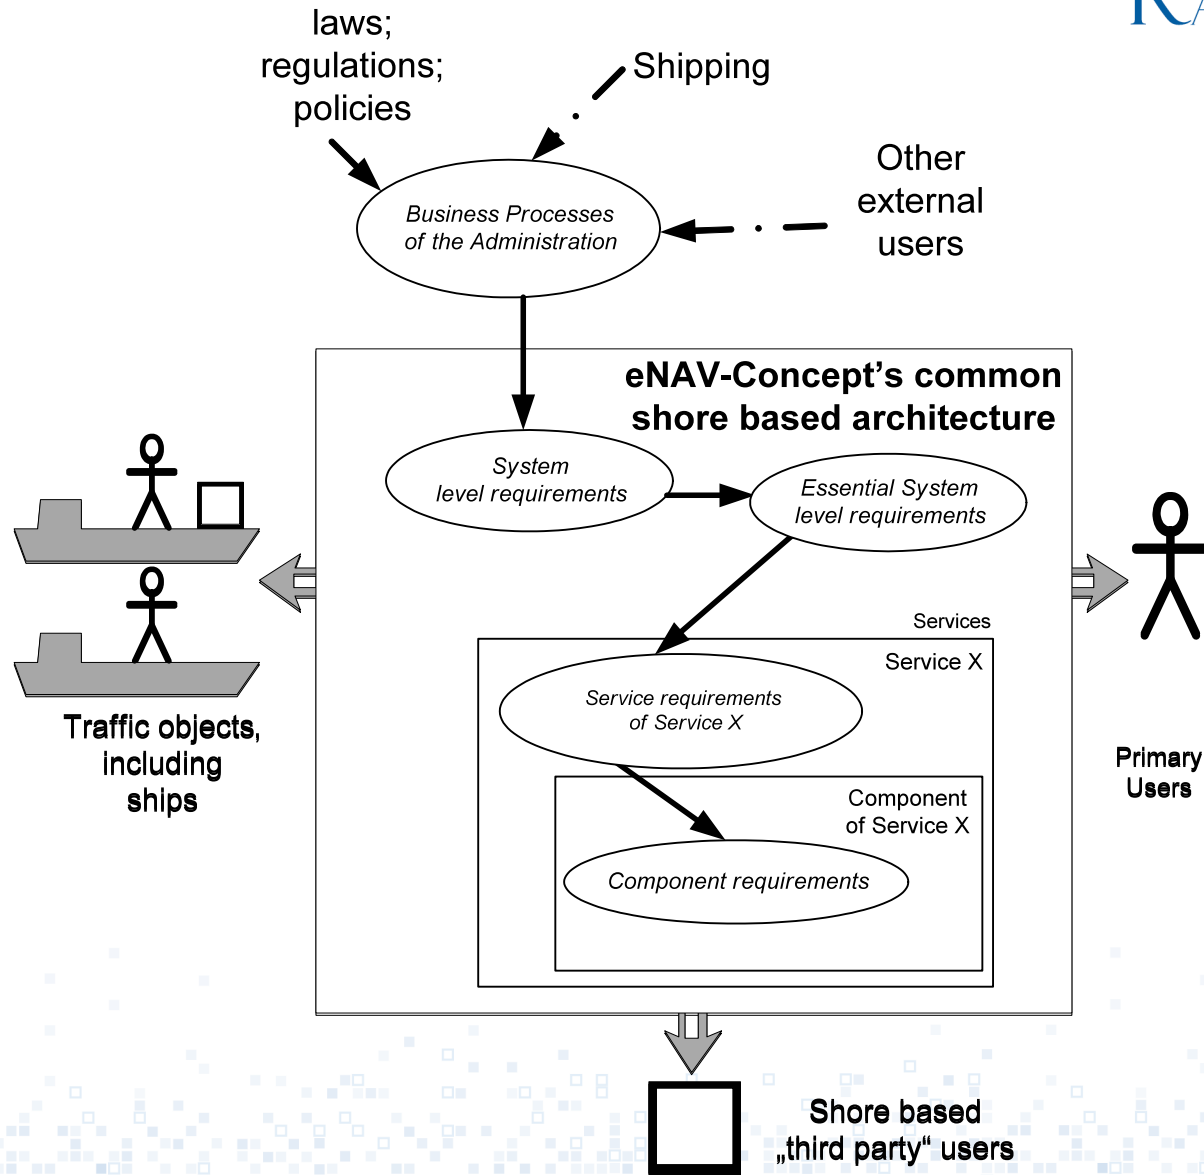 laws;
regulations;
policies
Shipping
Other
external
users
Business Processes
of the Administration
eNAV-Concept's common
shore based architecture
System
level requirements
Essential System
level requirements
Services
Service X
Service requirements
of Service X
Component
of Service X
Component requirements
Traffic objects,
including
ships
Primary
Users
Shore based
„third party“ users